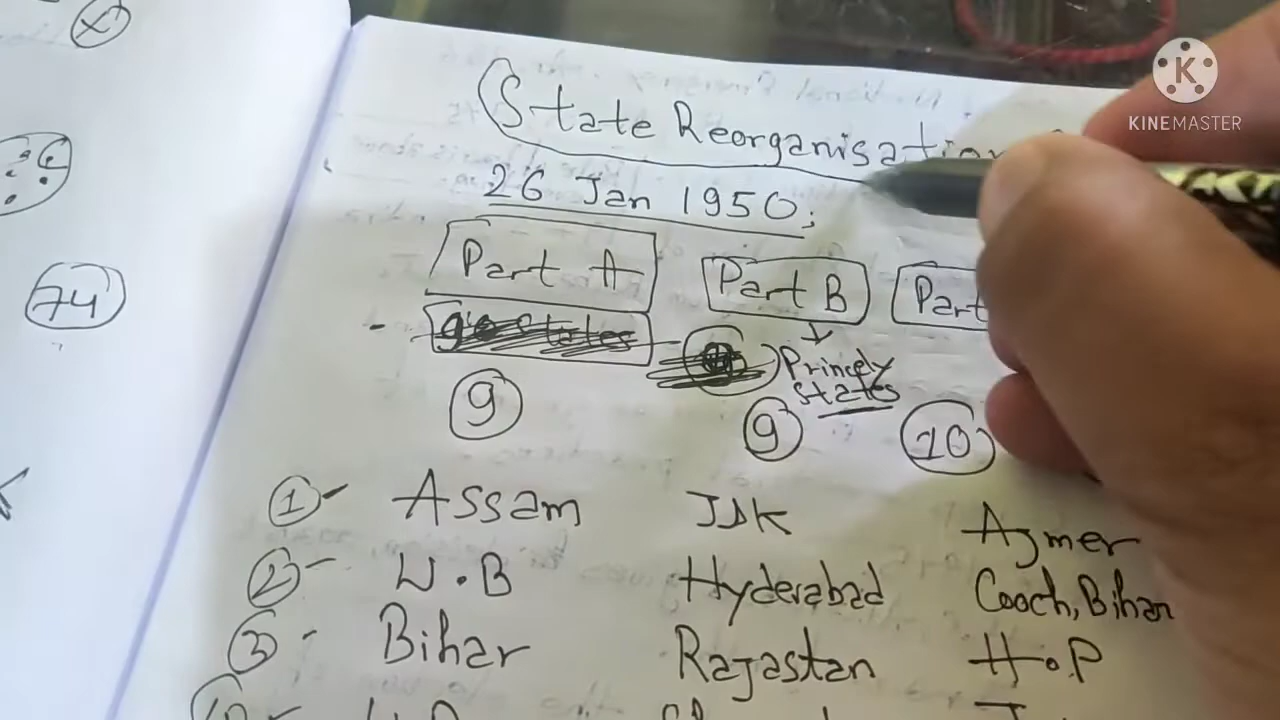 State Reorganisation
26 Jan 1950;
Part A Part B Part
Princely
states
9 9 10
1 Assam J&K Ajmer
2 W.B Hyderabad Cooch, Bihar
3 Bihar Rajastan H.P
74
K
KINEMASTER